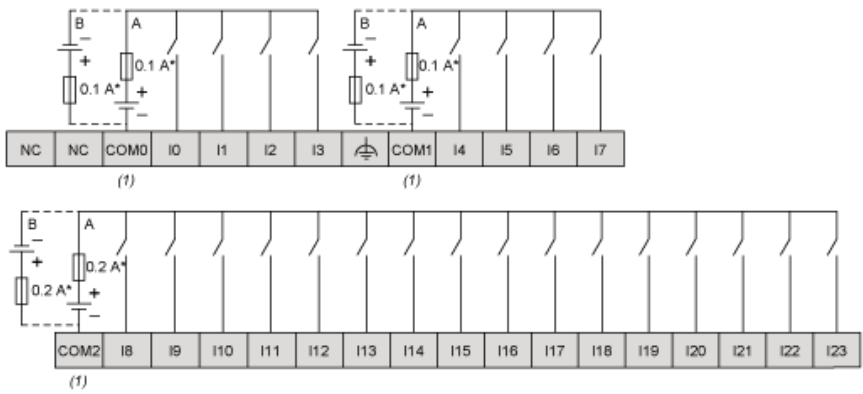 B A B A
− −
+ 0.1 A* + 0.1 A*
0.1 A* + 0.1 A* +
− −
NC NC COM0 I0 I1 I2 I3 COM1 I4 I5 I6 I7
(1) (1)
B A
−
+ 0.2 A*
0.2 A* +
−
COM2 I8 I9 I10 I11 I12 I13 I14 I15 I16 I17 I18 I19 I20 I21 I22 I23
(1)